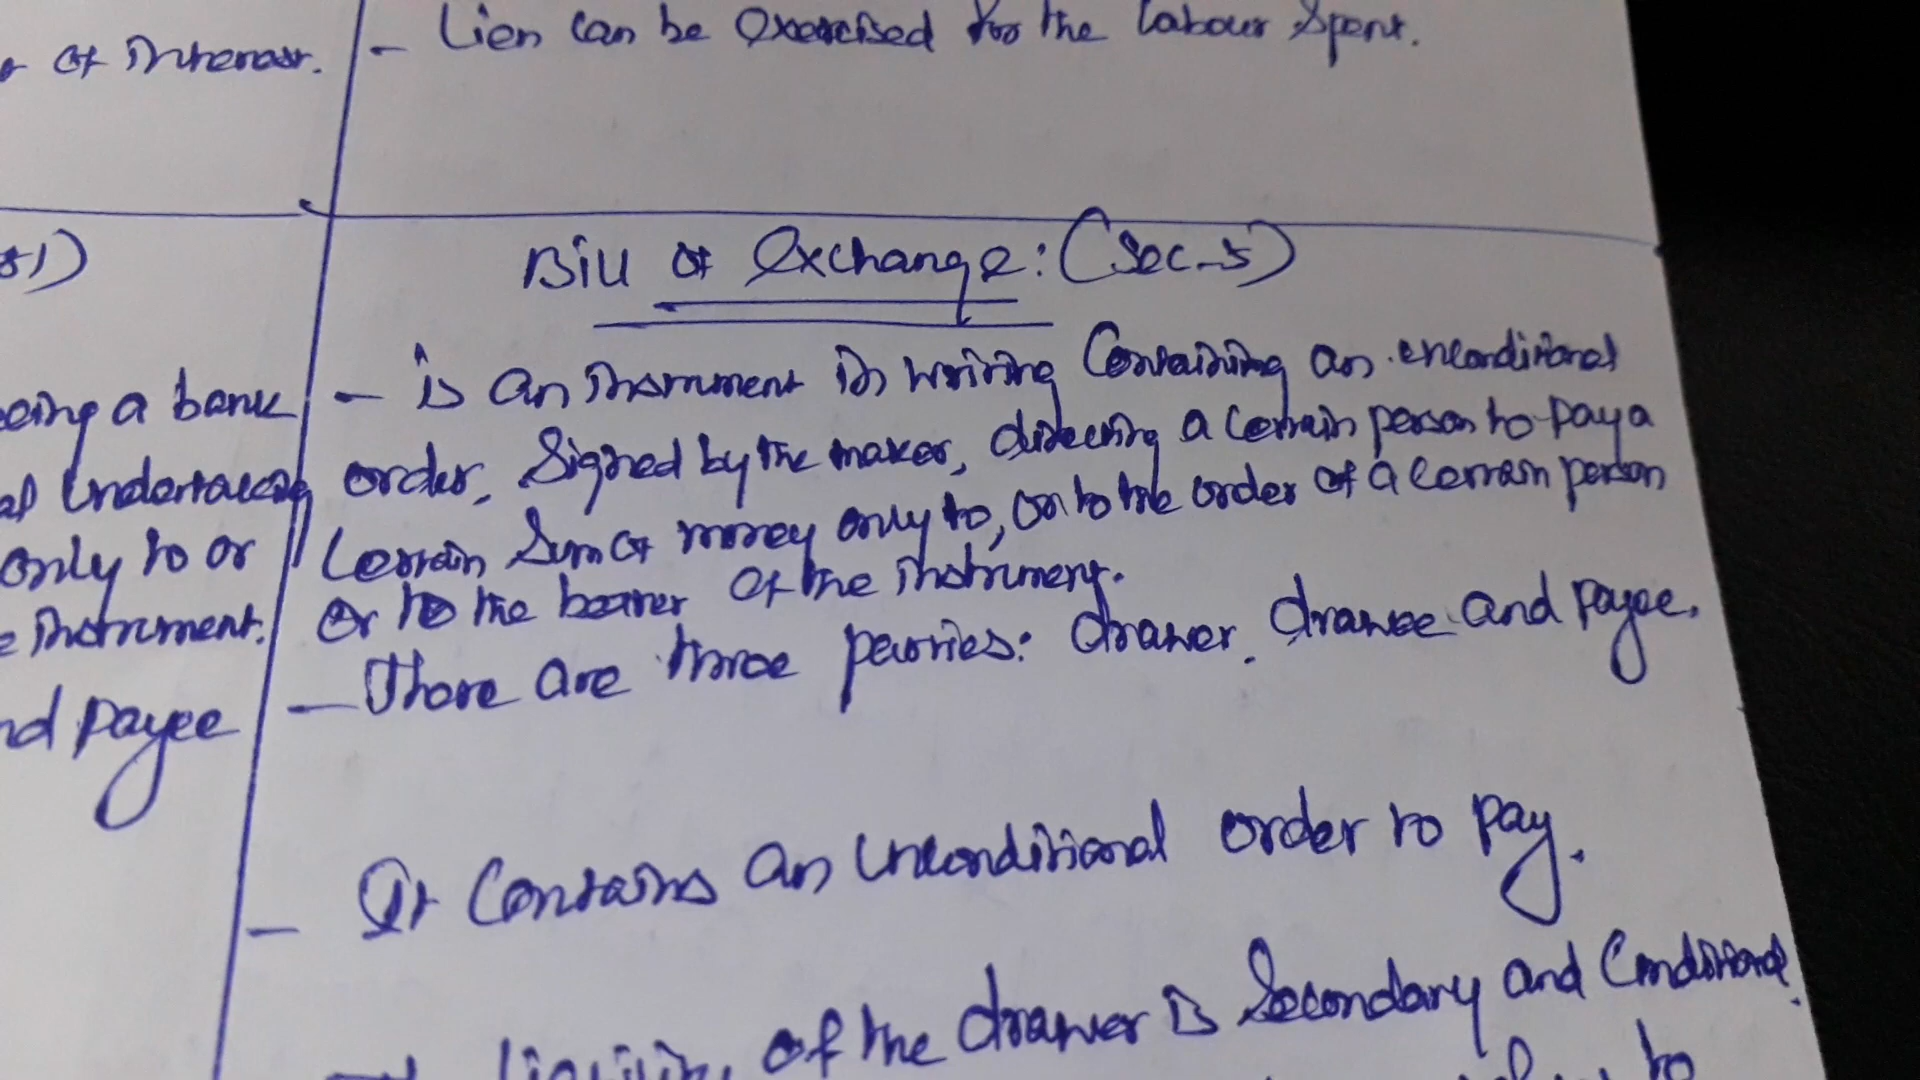 of interest.
- Lien can be exercised for the labour spent.
Bill of Exchange: (Sec-5)
being a bank
undertaking
only to or
instrument.
payee
- is an instrument in writing containing an unconditional
order, signed by the maker, directing a certain person to pay a
certain sum of money only to, or to the order of a certain person
or to the bearer of the instrument.
- There are three parties: drawer, drawee and payee.
- It contains an unconditional order to pay.
liability of the drawer is secondary and conditional.
to